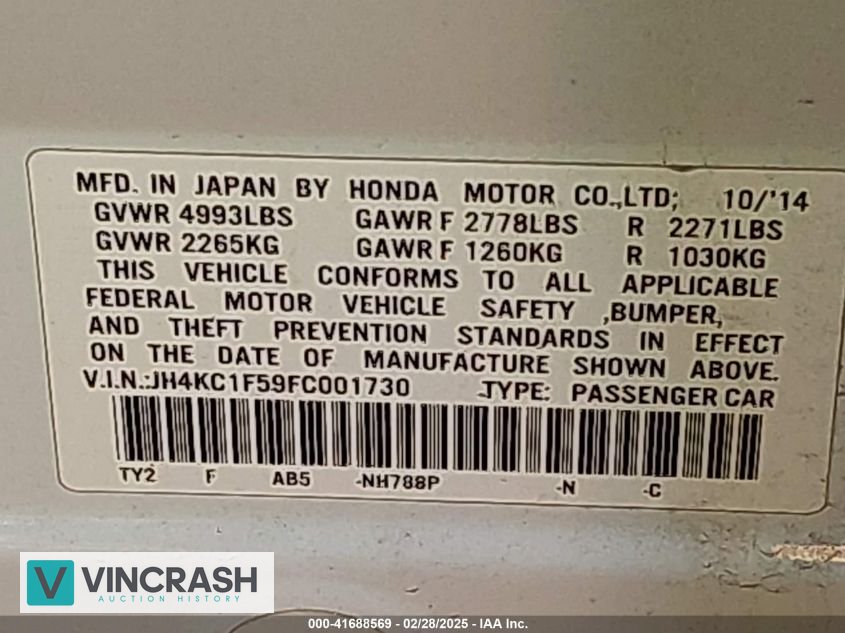 MFD. IN JAPAN BY HONDA MOTOR CO.,LTD; 10/'14
GVWR 4993LBS GAWR F 2778LBS R 2271LBS
GVWR 2265KG GAWR F 1260KG R 1030KG
THIS VEHICLE CONFORMS TO ALL APPLICABLE
FEDERAL MOTOR VEHICLE SAFETY ,BUMPER,
AND THEFT PREVENTION STANDARDS IN EFFECT
ON THE DATE OF MANUFACTURE SHOWN ABOVE.
V.I.N.:JH4KC1F59FC001730 TYPE: PASSENGER CAR
TY2 F AB5 -NH788P -N -C
VINCRASH
AUCTION HISTORY
000-41688569 — 02/28/2025 - IAA Inc.